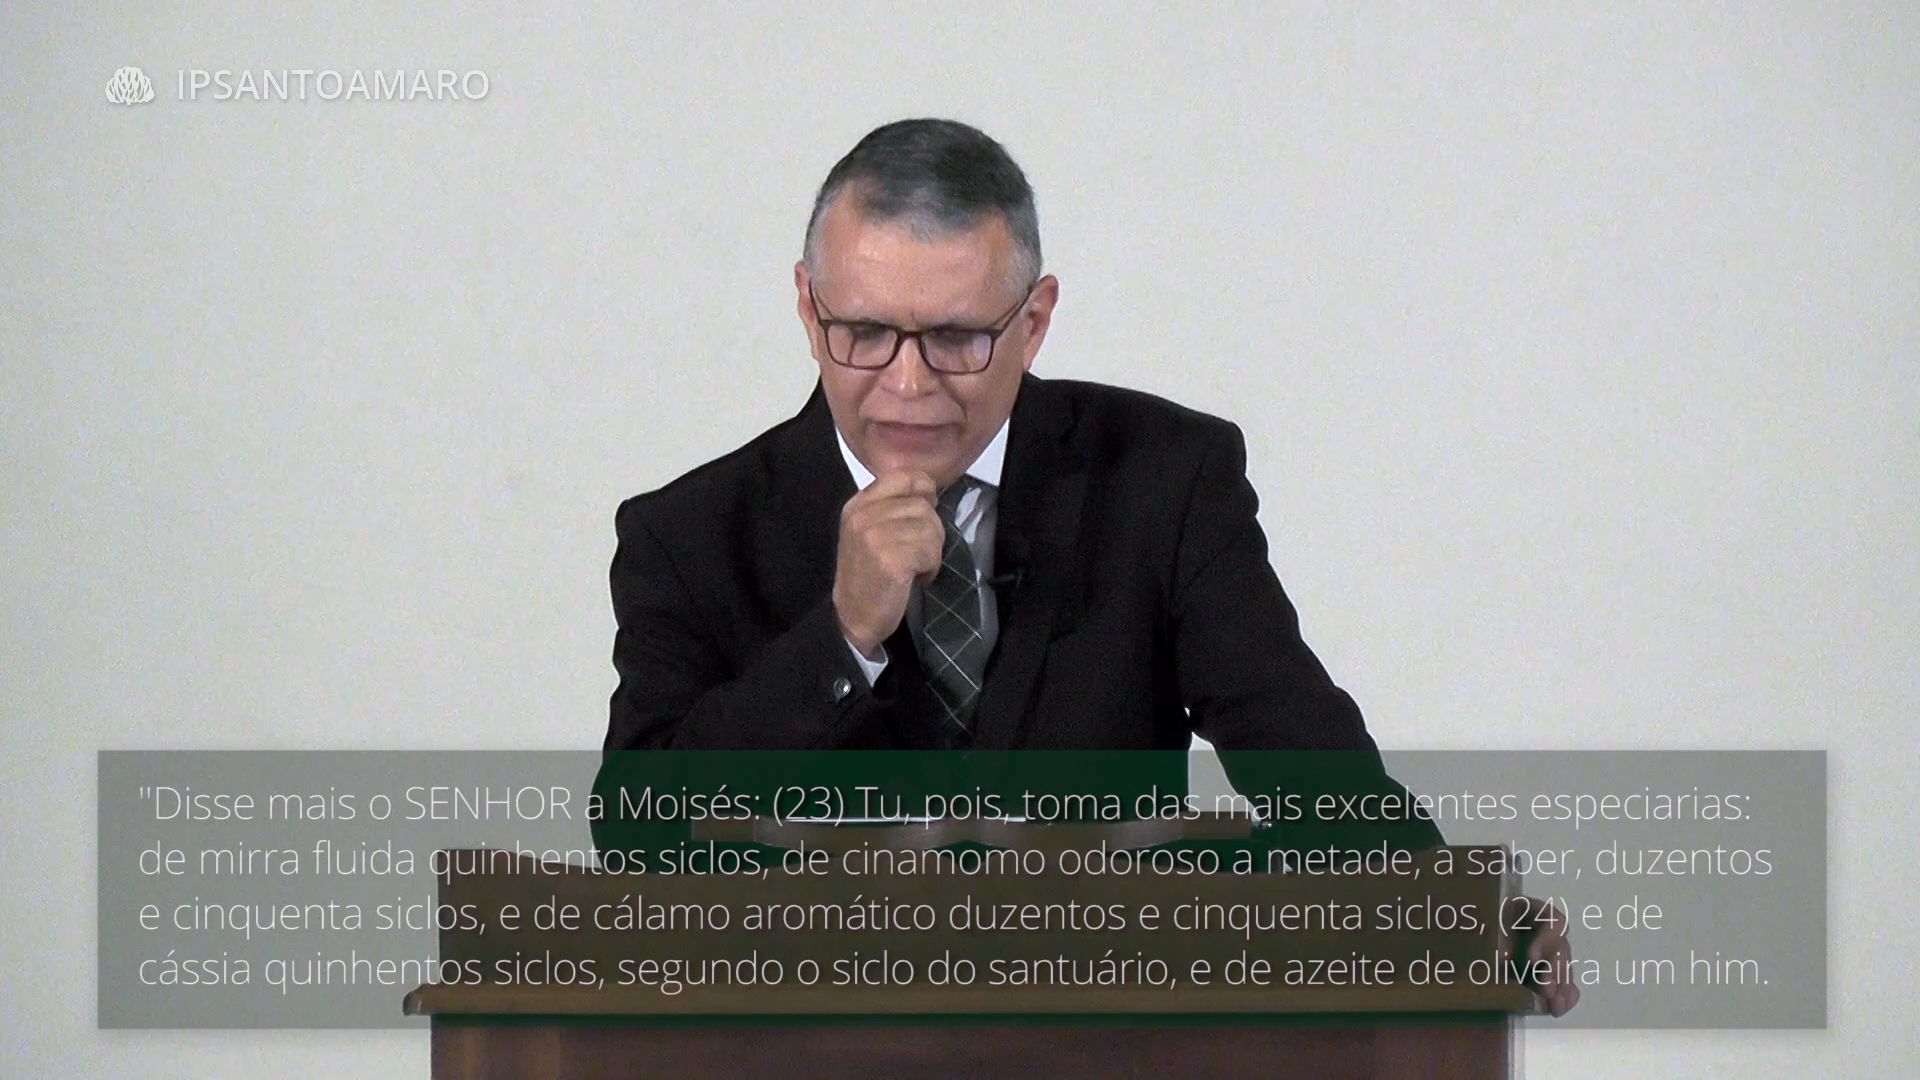 IPSANTOAMARO
"Disse mais o SENHOR a Moisés: (23) Tu, pois, toma das mais excelentes especiarias:
de mirra fluida quinhentos siclos, de cinamomo odoroso a metade, a saber, duzentos
e cinquenta siclos, e de cálamo aromático duzentos e cinquenta siclos, (24) e de
cássia quinhentos siclos, segundo o siclo do santuário, e de azeite de oliveira um him.